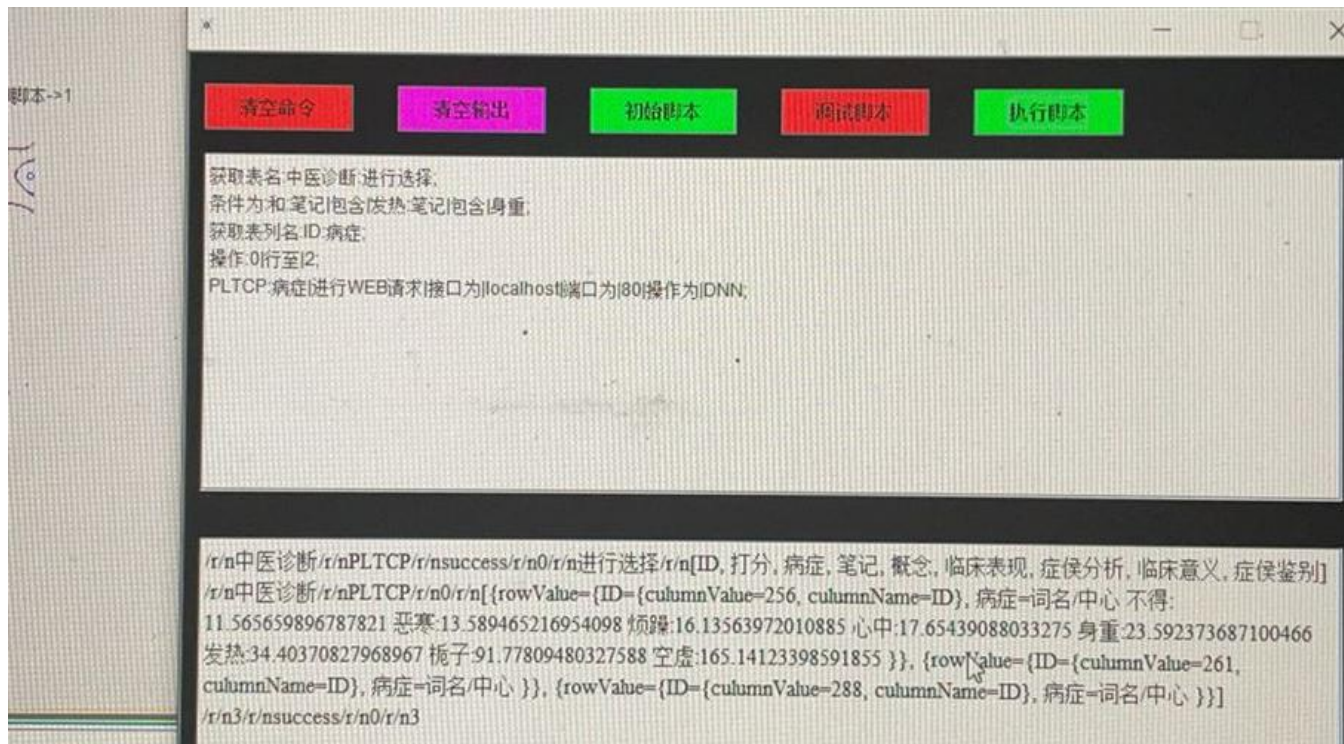 脚本->1
清空命令 清空输出 初始脚本 调试脚本 执行脚本
获取表名:中医诊断:进行选择;
条件为:和:笔记|包含|发热:笔记|包含|身重;
获取表列名:ID:病症;
操作:0|行至|2;
PLTCP:病症|进行WEB请求|接口为|localhost|端口为|80|操作为|DNN;
/r/n中医诊断/r/nPLTCP/r/nsuccess/r/n0/r/n进行选择/r/n[ID, 打分, 病症, 笔记, 概念, 临床表现, 症侯分析, 临床意义, 症侯鉴别]
/r/n中医诊断/r/nPLTCP/r/n0/r/n[{rowValue={ID={culumnValue=256, culumnName=ID}, 病症=词名/中心 不得:
11.565659896787821 恶寒:13.589465216954098 烦躁:16.13563972010885 心中:17.65439088033275 身重:23.592373687100466
发热:34.40370827968967 栀子:91.77809480327588 空虚:165.14123398591855 }}, {rowValue={ID={culumnValue=261,
culumnName=ID}, 病症=词名/中心 }}, {rowValue={ID={culumnValue=288, culumnName=ID}, 病症=词名/中心 }}]
/r/n3/r/nsuccess/r/n0/r/n3